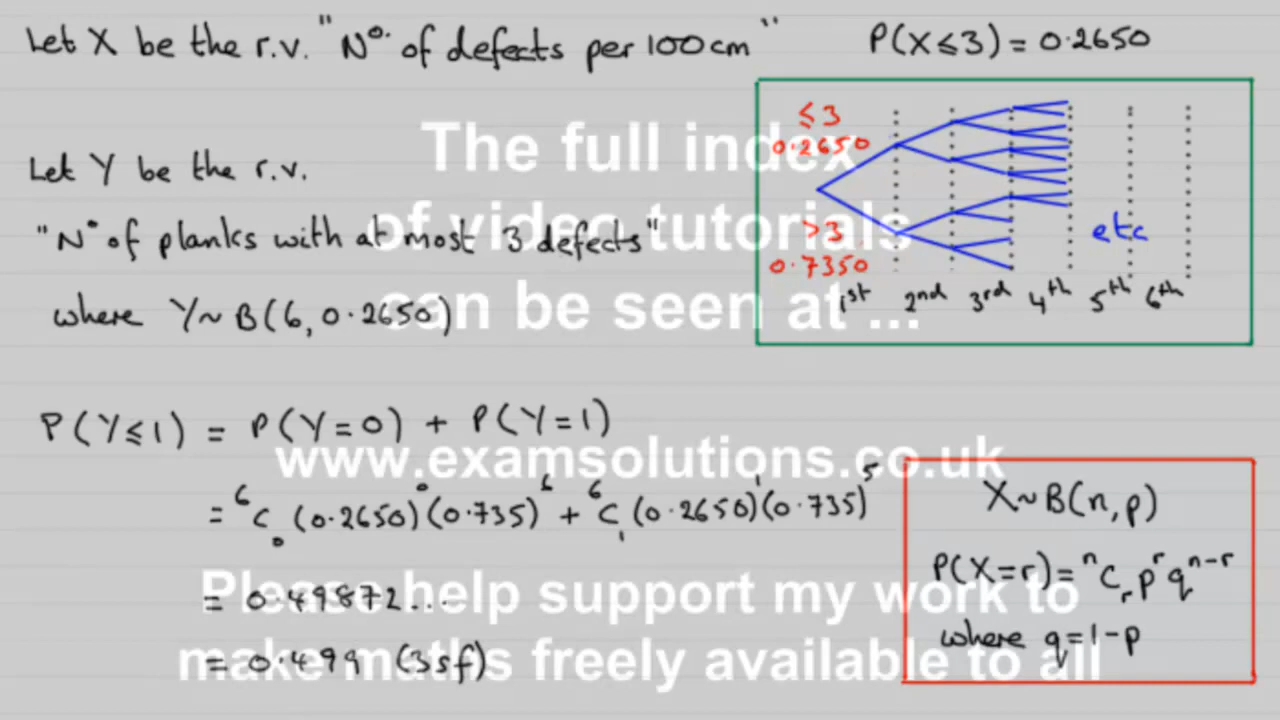 Let X be the r.v. "Nº. of defects per 100cm" P(X≤3) = 0.2650
≤3
0.2650
>3
0.7350
etc
1st 2nd 3rd 4th 5th 6th
Let Y be the r.v.
"Nº of planks with at most 3 defects"
where Y~B(6, 0.2650)
The full index
of video tutorials
can be seen at ...
P(Y≤1) = P(Y=0) + P(Y=1)
www.examsolutions.co.uk
= ⁶C₀ (0.2650)⁰(0.735)⁶ + ⁶C₁ (0.2650)¹(0.735)⁵
= 0.49872...
= 0.499 (3sf)
Please help support my work to
make maths freely available to all
X~B(n,p)
P(X=r) = ⁿCᵣ pʳ qⁿ⁻ʳ
where q=1-p